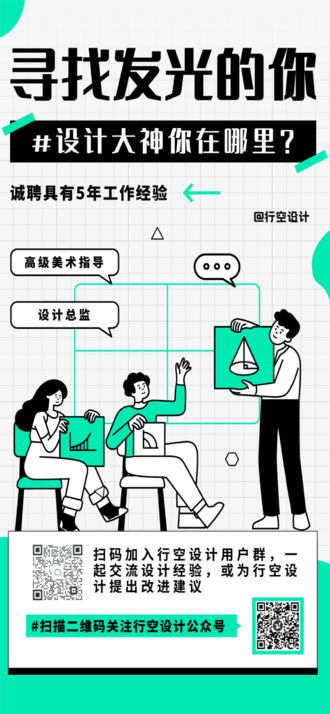 寻找发光的你
#设计大神你在哪里？
诚聘具有5年工作经验
@行空设计
高级美术指导
设计总监
扫码加入行空设计用户群，一
起交流设计经验，或为行空设
计提出改进建议
#扫描二维码关注行空设计公众号